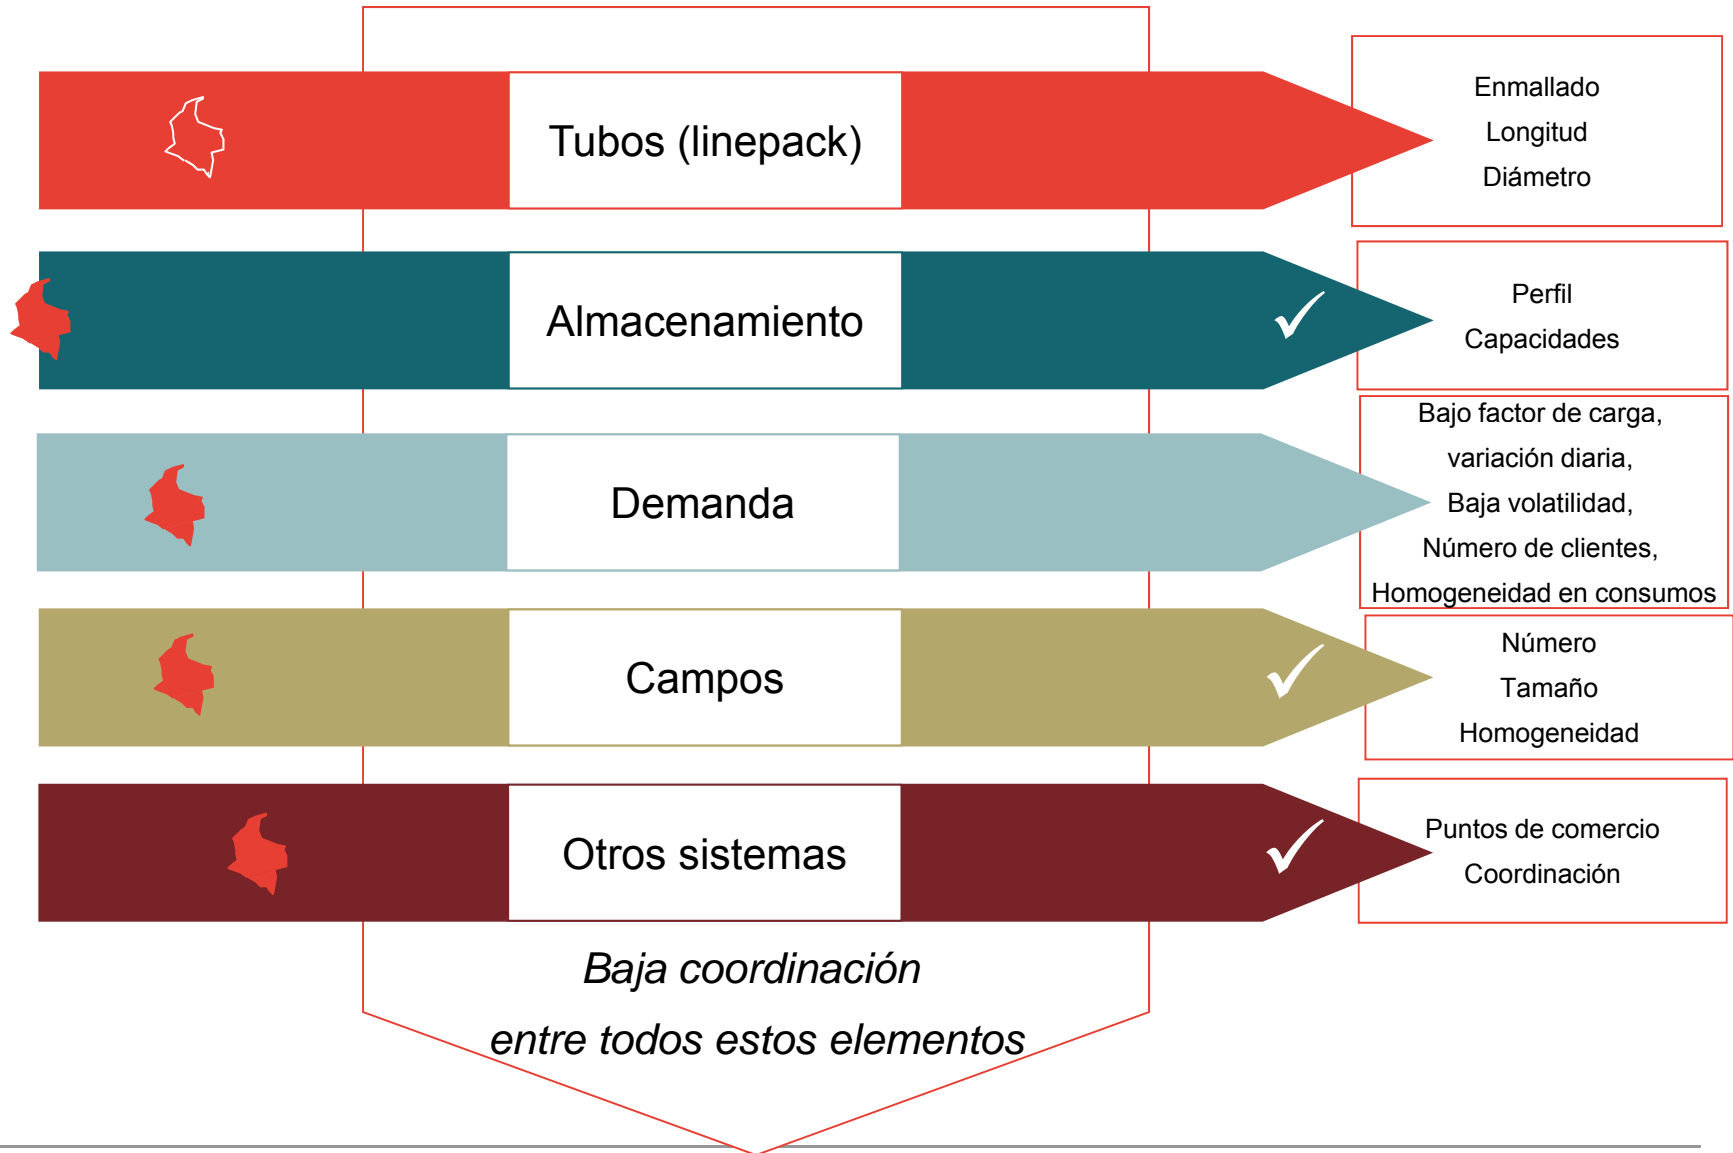 Tubos (linepack)
Enmallado
Longitud
Diámetro
Almacenamiento
Perfil
Capacidades
Demanda
Bajo factor de carga,
variación diaria,
Baja volatilidad,
Número de clientes,
Homogeneidad en consumos
Campos
Número
Tamaño
Homogeneidad
Otros sistemas
Puntos de comercio
Coordinación
Baja coordinación
entre todos estos elementos